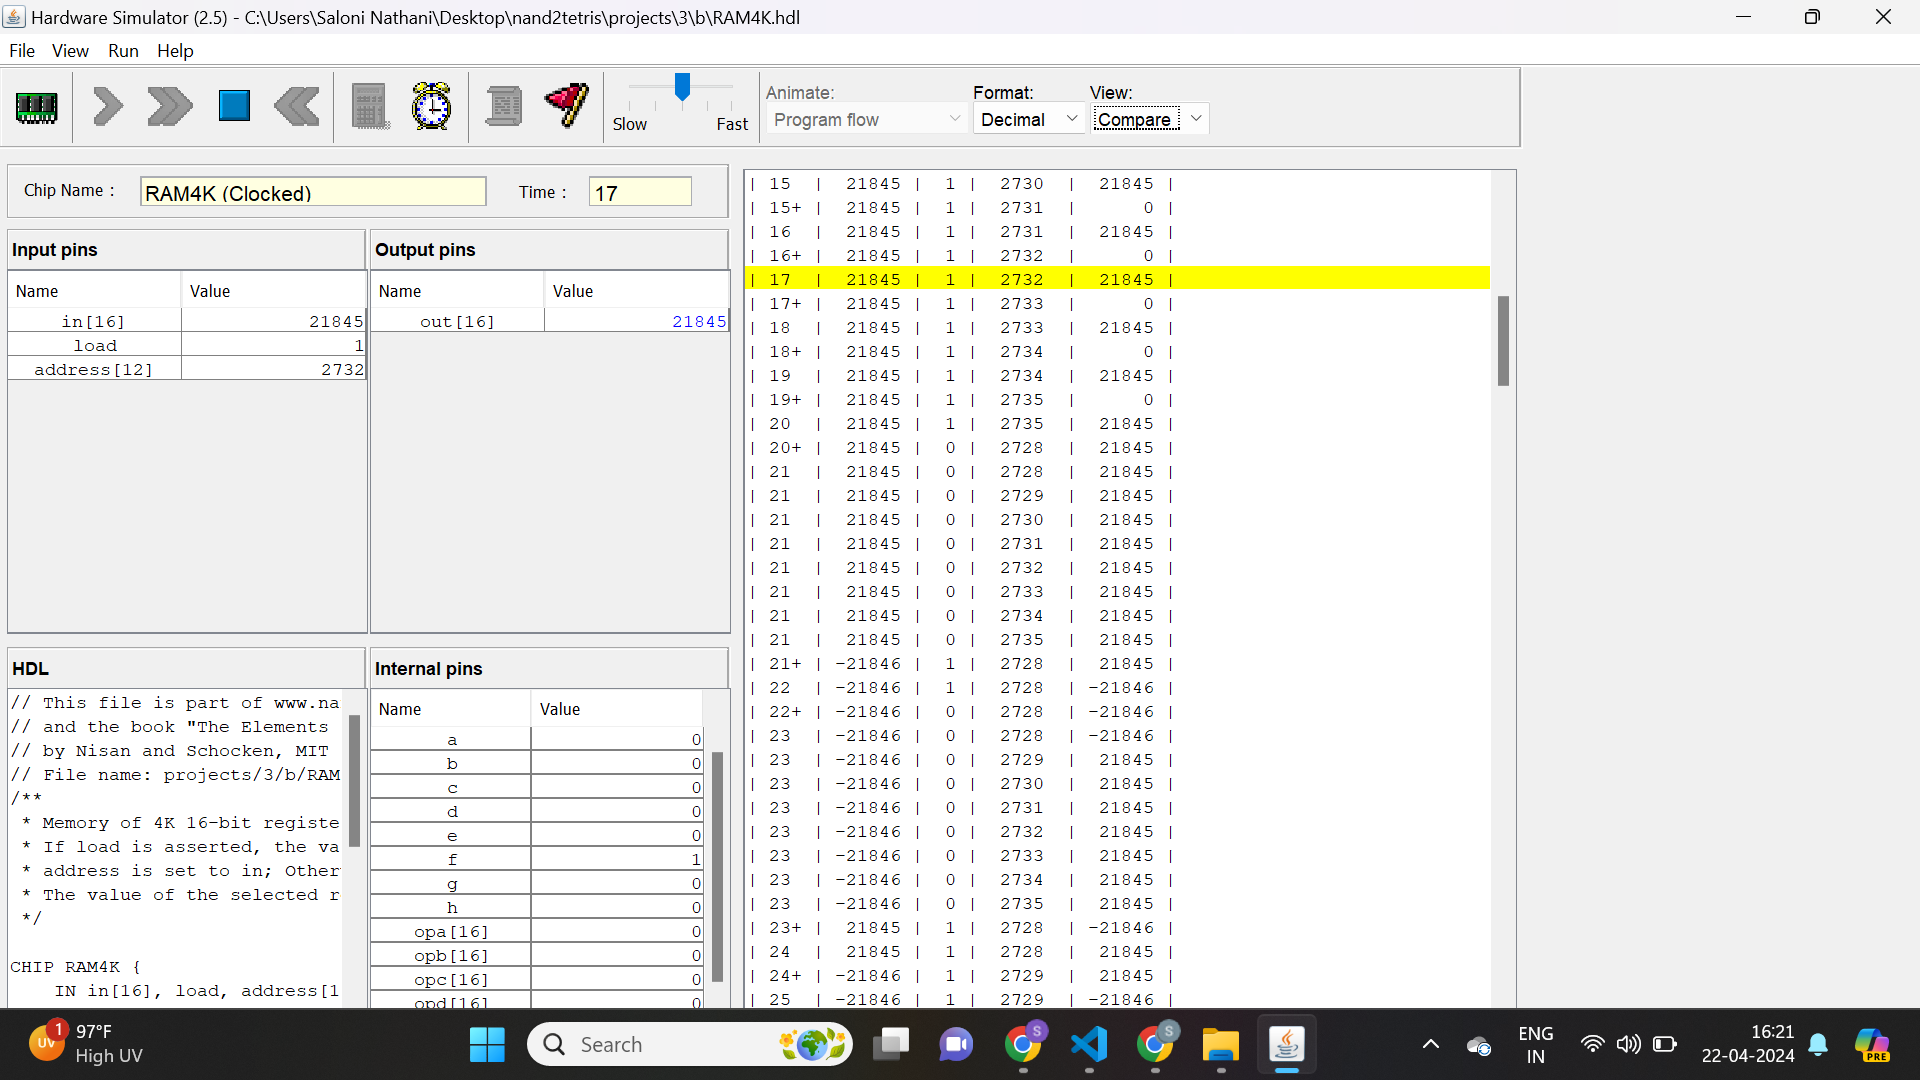 Hardware Simulator (2.5) - C:\Users\Saloni Nathani\Desktop\nand2tetris\projects\3\b\RAM4K.hdl
File View Run Help
Slow Fast
Animate:
Program flow
Format:
Decimal
View:
Compare
Chip Name :
RAM4K (Clocked)
Time :
17
Input pins
Name Value
in[16] 21845
load 1
address[12] 2732
Output pins
Name Value
out[16] 21845
HDL
// This file is part of www.na
// and the book "The Elements
// by Nisan and Schocken, MIT
// File name: projects/3/b/RAM
/**
* Memory of 4K 16-bit registe
* If load is asserted, the va
* address is set to in; Other
* The value of the selected r
*/
CHIP RAM4K {
IN in[16], load, address[1
Internal pins
Name Value
a 0
b 0
c 0
d 0
e 0
f 1
g 0
h 0
opa[16] 0
opb[16] 0
opc[16] 0
opd[16] 0
| 15 | 21845 | 1 | 2730 | 21845 |
| 15+ | 21845 | 1 | 2731 | 0 |
| 16 | 21845 | 1 | 2731 | 21845 |
| 16+ | 21845 | 1 | 2732 | 0 |
| 17 | 21845 | 1 | 2732 | 21845 |
| 17+ | 21845 | 1 | 2733 | 0 |
| 18 | 21845 | 1 | 2733 | 21845 |
| 18+ | 21845 | 1 | 2734 | 0 |
| 19 | 21845 | 1 | 2734 | 21845 |
| 19+ | 21845 | 1 | 2735 | 0 |
| 20 | 21845 | 1 | 2735 | 21845 |
| 20+ | 21845 | 0 | 2728 | 21845 |
| 21 | 21845 | 0 | 2728 | 21845 |
| 21 | 21845 | 0 | 2729 | 21845 |
| 21 | 21845 | 0 | 2730 | 21845 |
| 21 | 21845 | 0 | 2731 | 21845 |
| 21 | 21845 | 0 | 2732 | 21845 |
| 21 | 21845 | 0 | 2733 | 21845 |
| 21 | 21845 | 0 | 2734 | 21845 |
| 21 | 21845 | 0 | 2735 | 21845 |
| 21+ | -21846 | 1 | 2728 | 21845 |
| 22 | -21846 | 1 | 2728 | -21846 |
| 22+ | -21846 | 0 | 2728 | -21846 |
| 23 | -21846 | 0 | 2728 | -21846 |
| 23 | -21846 | 0 | 2729 | 21845 |
| 23 | -21846 | 0 | 2730 | 21845 |
| 23 | -21846 | 0 | 2731 | 21845 |
| 23 | -21846 | 0 | 2732 | 21845 |
| 23 | -21846 | 0 | 2733 | 21845 |
| 23 | -21846 | 0 | 2734 | 21845 |
| 23 | -21846 | 0 | 2735 | 21845 |
| 23+ | 21845 | 1 | 2728 | -21846 |
| 24 | 21845 | 1 | 2728 | 21845 |
| 24+ | -21846 | 1 | 2729 | 21845 |
| 25 | -21846 | 1 | 2729 | -21846 |
UV
1
97°F
High UV
Search
S
S
PRE
ENG
IN
16:21
22-04-2024